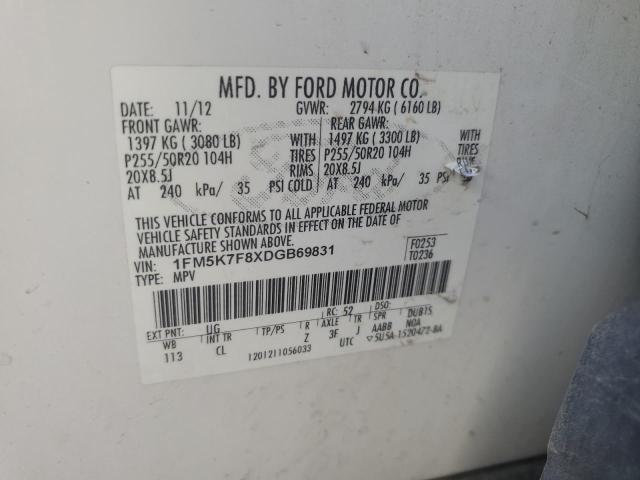 MFD. BY FORD MOTOR CO.
DATE: 11/12 GVWR: 2794 KG ( 6160 LB)
FRONT GAWR: REAR GAWR:
1397 KG ( 3080 LB) WITH 1497 KG ( 3300 LB) WITH
P255/50R20 104H TIRES P255/50R20 104H TIRES
20X8.5J RIMS 20X8.5J
AT 240 kPa/ 35 PSI COLD AT 240 kPa/ 35 PSI
THIS VEHICLE CONFORMS TO ALL APPLICABLE FEDERAL MOTOR
VEHICLE SAFETY STANDARDS IN EFFECT ON THE DATE OF
MANUFACTURE SHOWN ABOVE.
VIN: 1FM5K7F8XDGB69831 F0253
TYPE: MPV T0236
EXT PNT: UG RC: 52 DSO:
WB INT TR TP/PS R AXLE TR SPR DUB15
113 CL Z 3F J AABB NOA
1201211056033 UTC ▽5U5A-1520472-BA